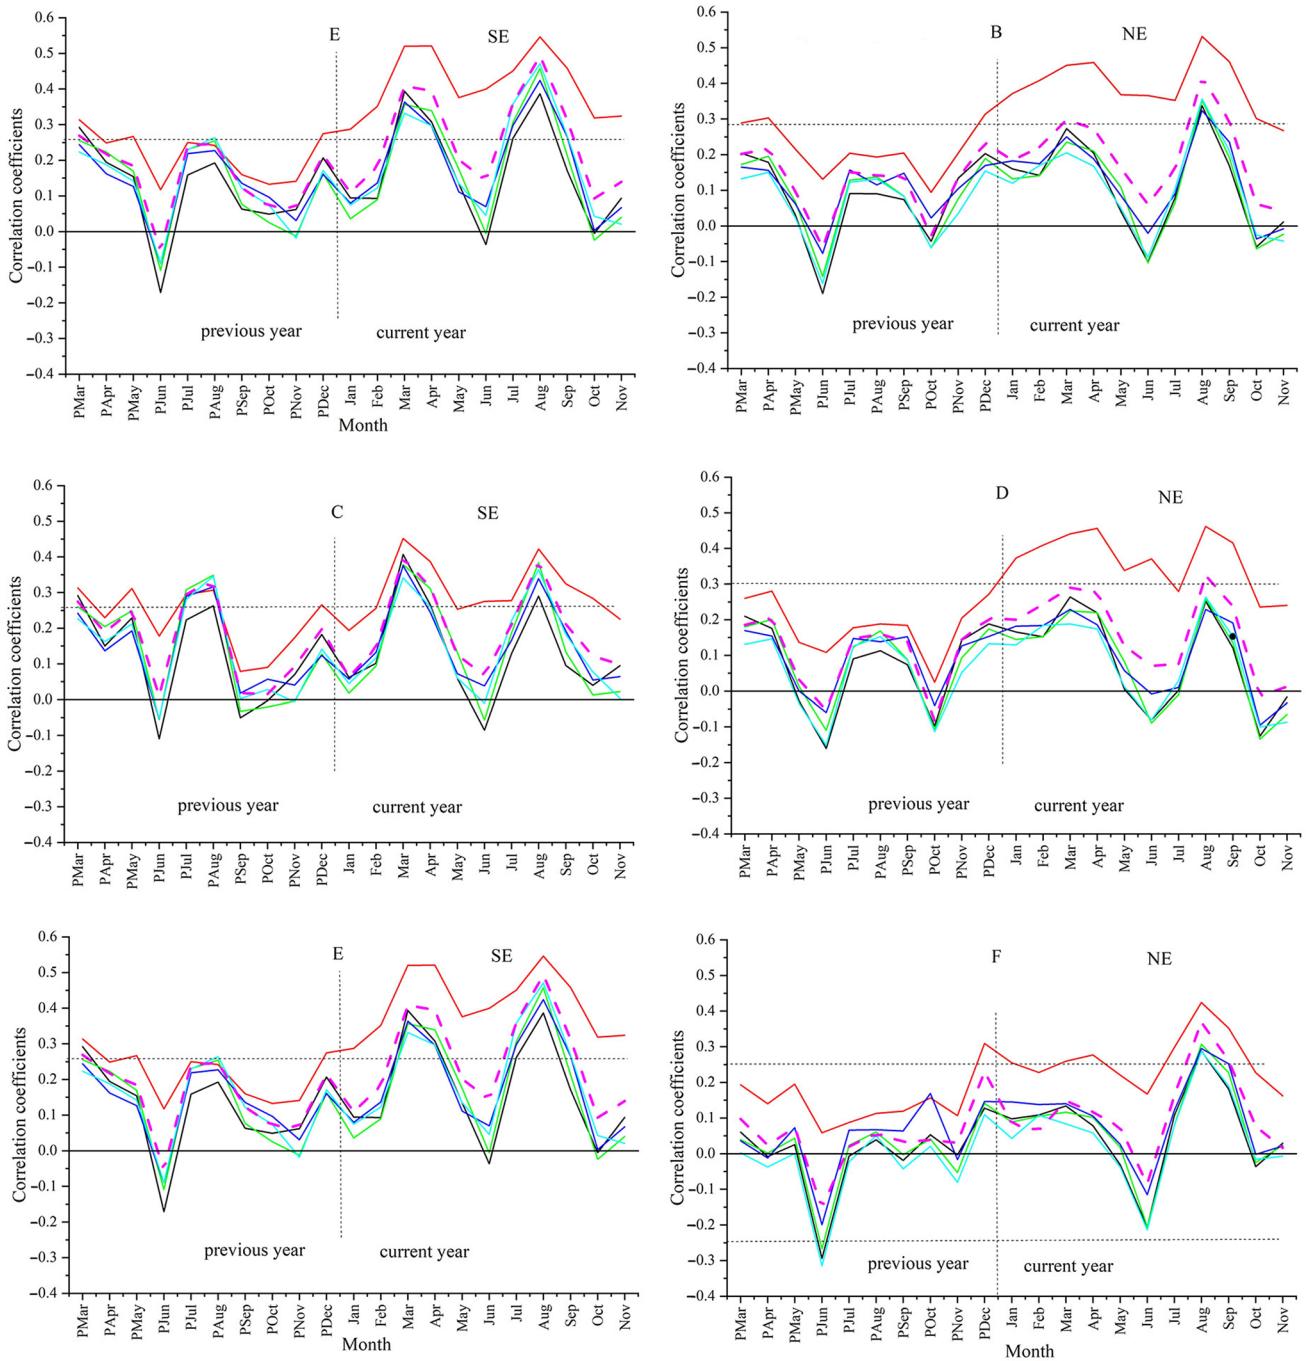 E SE
Correlation coefficients
0.6
0.5
0.4
0.3
0.2
0.1
0.0
−0.1
−0.2
−0.3
−0.4
previous year current year
PMar PApr PMay PJun PJul PAug PSep POct PNov PDec Jan Feb Mar Apr May Jun Jul Aug Sep Oct Nov
Month
B NE
Correlation coefficients
0.6
0.5
0.4
0.3
0.2
0.1
0.0
−0.1
−0.2
−0.3
−0.4
previous year current year
PMar PApr PMay PJun PJul PAug PSep POct PNov PDec Jan Feb Mar Apr May Jun Jul Aug Sep Oct Nov
C SE
Correlation coefficients
0.6
0.5
0.4
0.3
0.2
0.1
0.0
−0.1
−0.2
−0.3
−0.4
previous year current year
PMar PApr PMay PJun PJul PAug PSep POct PNov PDec Jan Feb Mar Apr May Jun Jul Aug Sep Oct Nov
D NE
Correlation coefficients
0.6
0.5
0.4
0.3
0.2
0.1
0.0
−0.1
−0.2
−0.3
−0.4
previous year current year
PMar PApr PMay PJun PJul PAug PSep POct PNov PDec Jan Feb Mar Apr May Jun Jul Aug Sep Oct Nov
E SE
Correlation coefficients
0.6
0.5
0.4
0.3
0.2
0.1
0.0
−0.1
−0.2
−0.3
−0.4
previous year current year
PMar PApr PMay PJun PJul PAug PSep POct PNov PDec Jan Feb Mar Apr May Jun Jul Aug Sep Oct Nov
Month
F NE
Correlation coefficients
0.6
0.5
0.4
0.3
0.2
0.1
0.0
−0.1
−0.2
−0.3
−0.4
previous year current year
PMar PApr PMay PJun PJul PAug PSep POct PNov PDec Jan Feb Mar Apr May Jun Jul Aug Sep Oct Nov
Month